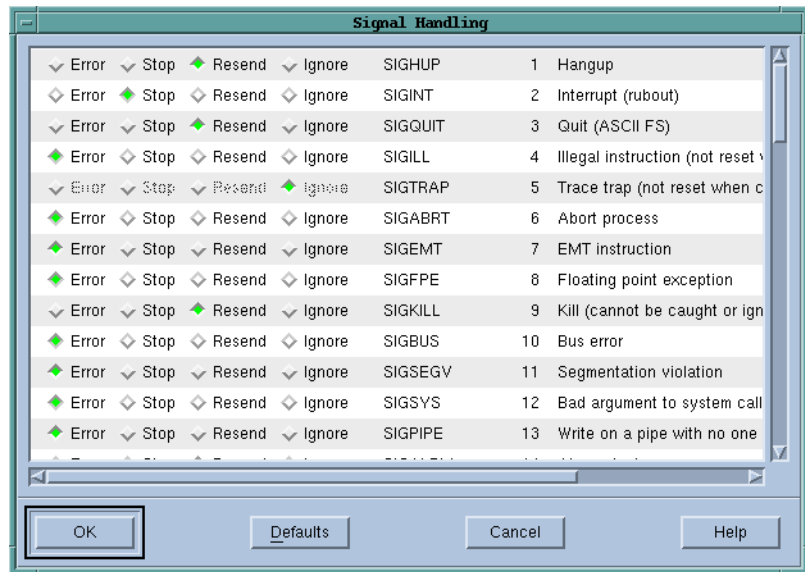 Signal Handling
Error Stop Resend Ignore SIGHUP 1 Hangup
Error Stop Resend Ignore SIGINT 2 Interrupt (rubout)
Error Stop Resend Ignore SIGQUIT 3 Quit (ASCII FS)
Error Stop Resend Ignore SIGILL 4 Illegal instruction (not reset
Error Stop Resend Ignore SIGTRAP 5 Trace trap (not reset when c
Error Stop Resend Ignore SIGABRT 6 Abort process
Error Stop Resend Ignore SIGEMT 7 EMT instruction
Error Stop Resend Ignore SIGFPE 8 Floating point exception
Error Stop Resend Ignore SIGKILL 9 Kill (cannot be caught or ign
Error Stop Resend Ignore SIGBUS 10 Bus error
Error Stop Resend Ignore SIGSEGV 11 Segmentation violation
Error Stop Resend Ignore SIGSYS 12 Bad argument to system call
Error Stop Resend Ignore SIGPIPE 13 Write on a pipe with no one
OK Defaults Cancel Help